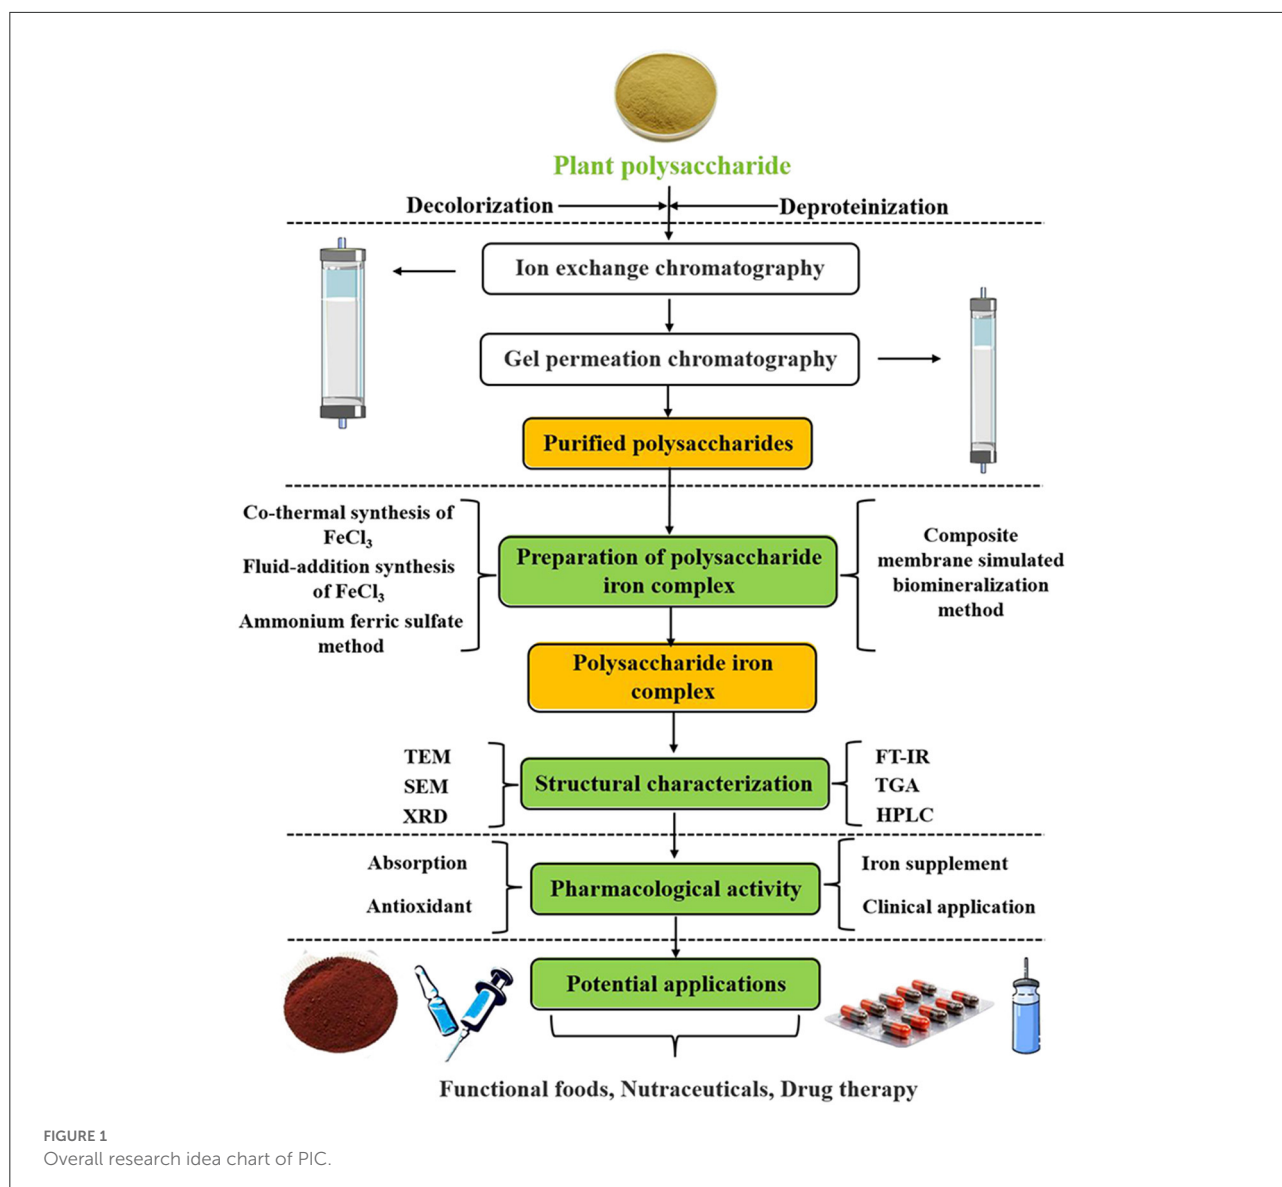 Plant polysaccharide
Decolorization
Deproteinization
Ion exchange chromatography
Gel permeation chromatography
Purified polysaccharides
Co-thermal synthesis of
FeCl₃
Fluid-addition synthesis
of FeCl₃
Ammonium ferric sulfate
method
Preparation of polysaccharide
iron complex
Composite
membrane simulated
biomineralization
method
Polysaccharide iron
complex
TEM
SEM
XRD
Structural characterization
FT-IR
TGA
HPLC
Absorption
Antioxidant
Pharmacological activity
Iron supplement
Clinical application
Potential applications
Functional foods, Nutraceuticals, Drug therapy
FIGURE 1
Overall research idea chart of PIC.